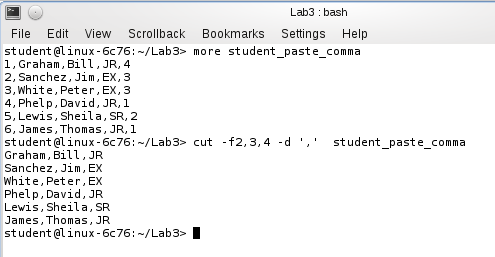 Lab3 : bash
File Edit View Scrollback Bookmarks Settings Help
student@linux-6c76:~/Lab3> more student_paste_comma
1,Graham,Bill,JR,4
2,Sanchez,Jim,EX,3
3,White,Peter,EX,3
4,Phelp,David,JR,1
5,Lewis,Sheila,SR,2
6,James,Thomas,JR,1
student@linux-6c76:~/Lab3> cut -f2,3,4 -d ','  student_paste_comma
Graham,Bill,JR
Sanchez,Jim,EX
White,Peter,EX
Phelp,David,JR
Lewis,Sheila,SR
James,Thomas,JR
student@linux-6c76:~/Lab3>